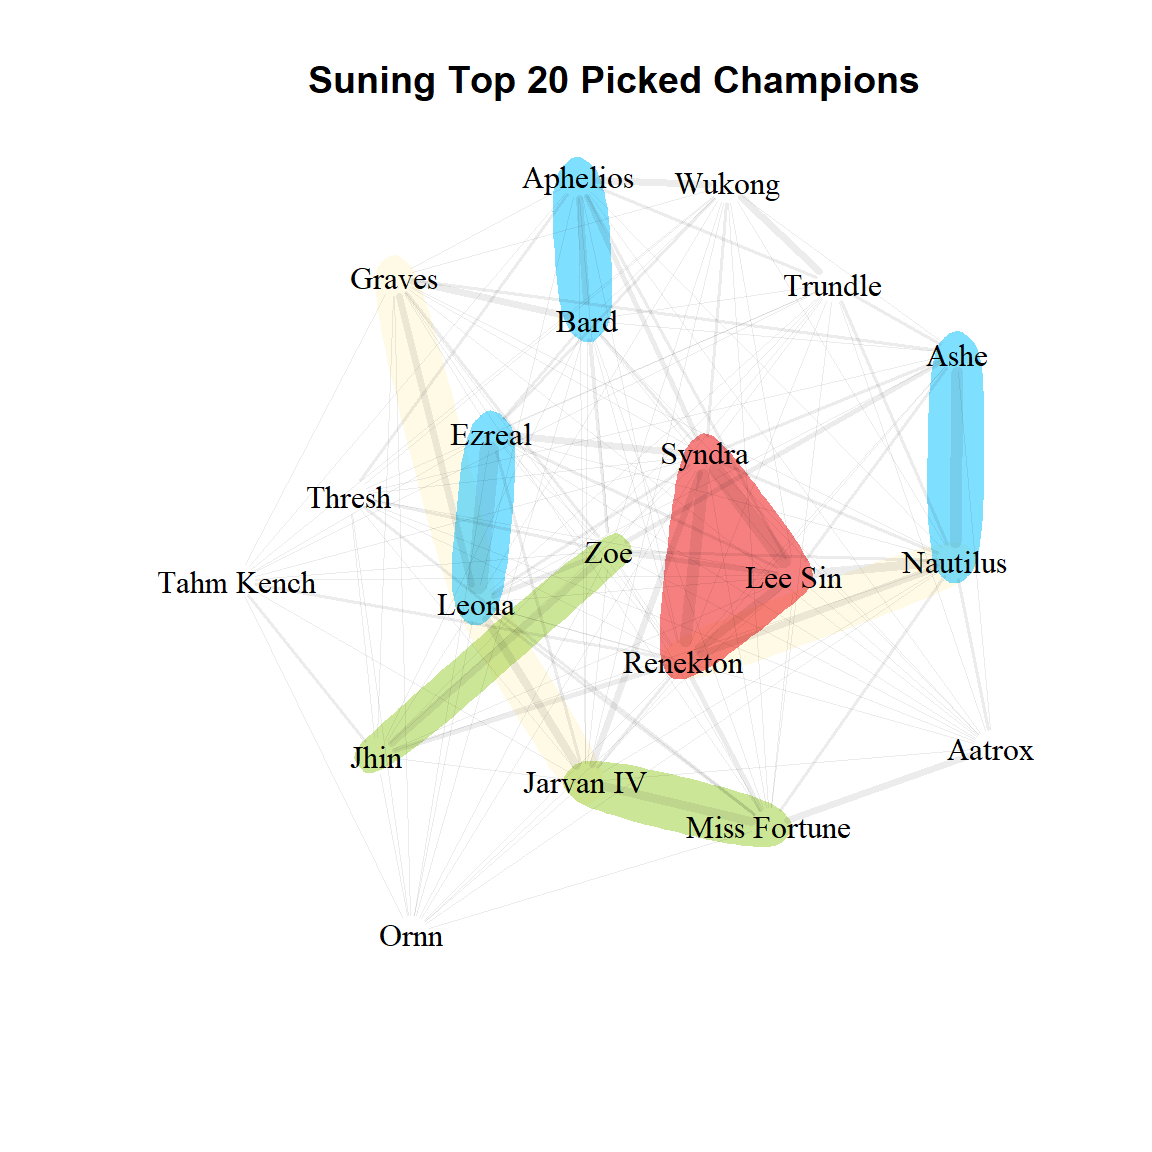 Suning Top 20 Picked Champions
Aphelios
Wukong
Graves
Trundle
Bard
Ashe
Ezreal
Syndra
Thresh
Zoe
Nautilus
Tahm Kench
Lee Sin
Leona
Renekton
Jhin
Aatrox
Jarvan IV
Miss Fortune
Ornn